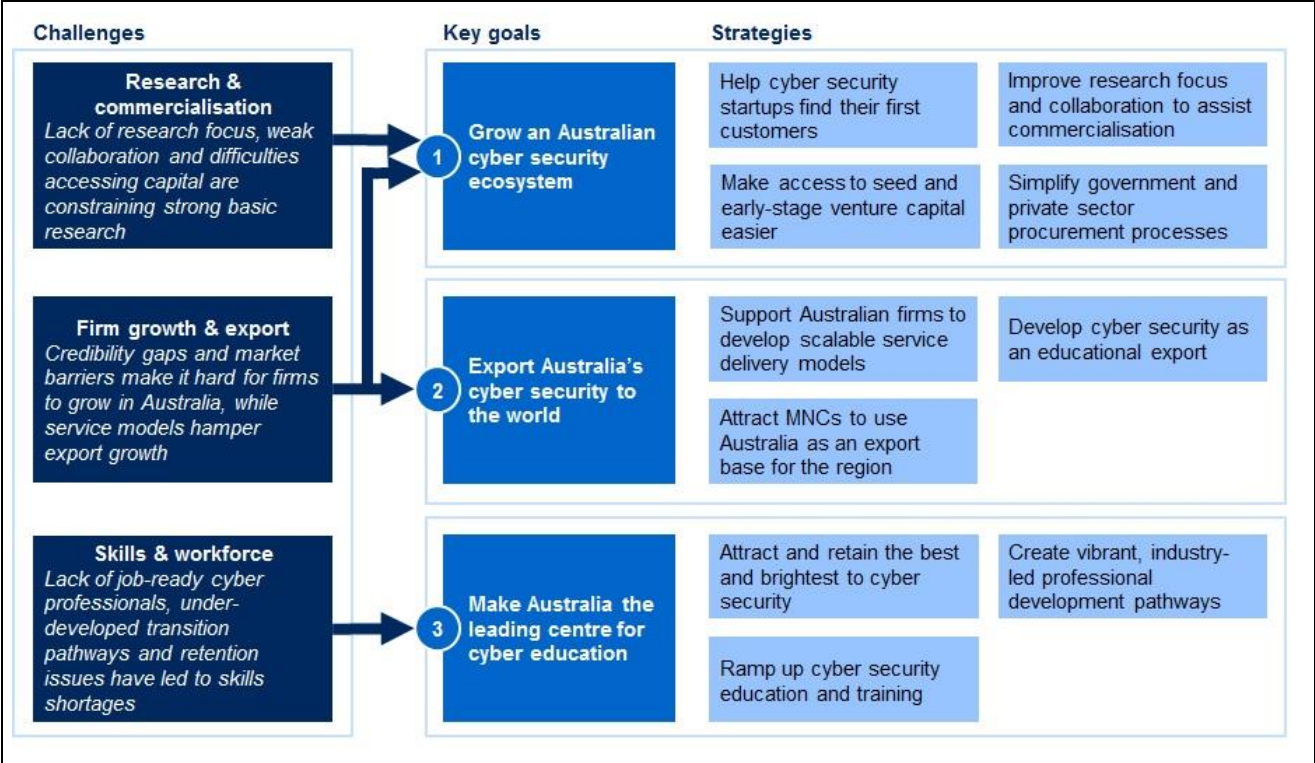 Challenges
Key goals
Strategies
Research &
commercialisation
Lack of research focus, weak
collaboration and difficulties
accessing capital are
constraining strong basic
research
1
Grow an Australian
cyber security
ecosystem
Help cyber security
startups find their first
customers
Improve research focus
and collaboration to assist
commercialisation
Make access to seed and
early-stage venture capital
easier
Simplify government and
private sector
procurement processes
Firm growth & export
Credibility gaps and market
barriers make it hard for firms
to grow in Australia, while
service models hamper
export growth
2
Export Australia's
cyber security to
the world
Support Australian firms to
develop scalable service
delivery models
Develop cyber security as
an educational export
Attract MNCs to use
Australia as an export
base for the region
Skills & workforce
Lack of job-ready cyber
professionals, under-
developed transition
pathways and retention
issues have led to skills
shortages
3
Make Australia the
leading centre for
cyber education
Attract and retain the best
and brightest to cyber
security
Create vibrant, industry-
led professional
development pathways
Ramp up cyber security
education and training